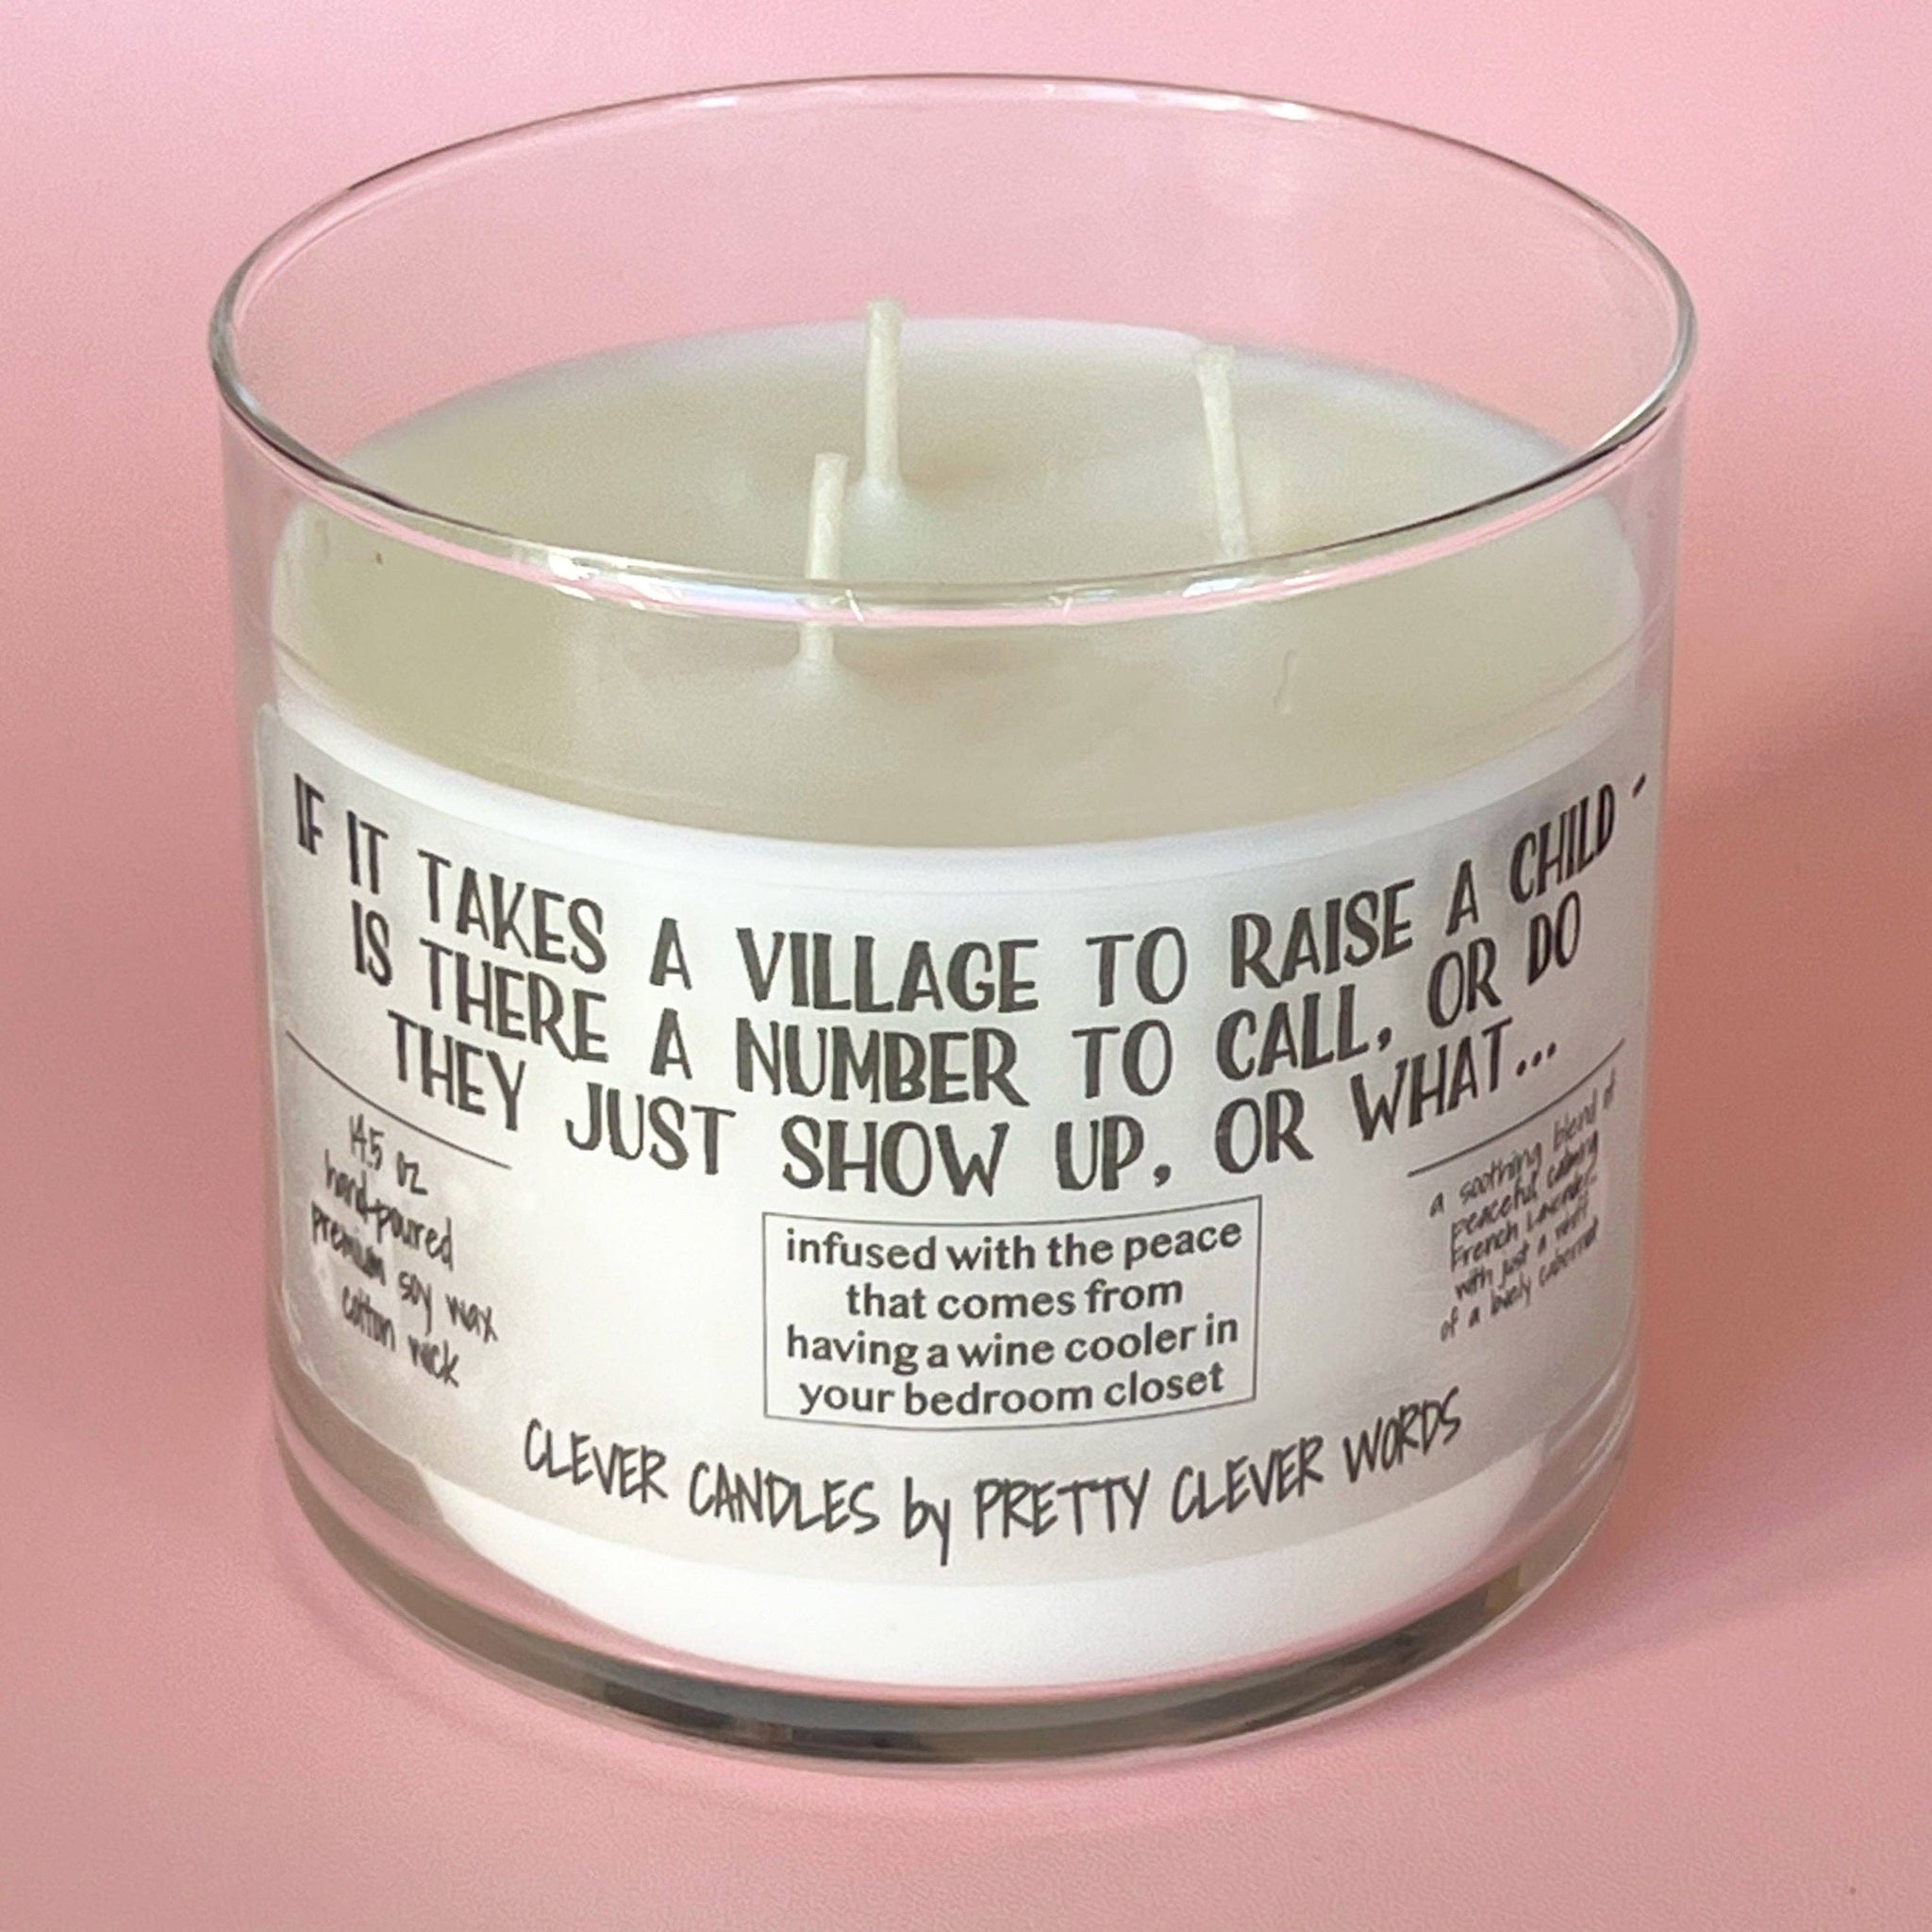 IF IT TAKES A VILLAGE TO RAISE A CHILD -
IS THERE A NUMBER TO CALL, OR DO
THEY JUST SHOW UP, OR WHAT...
14.5 oz
hand-poured
premium soy wax
cotton wick
infused with the peace
that comes from
having a wine cooler in
your bedroom closet
a soothing blend of
peaceful, calming
French Lavender-
with just a whiff
of a lovely cabernet
CLEVER CANDLES by PRETTY CLEVER WORDS